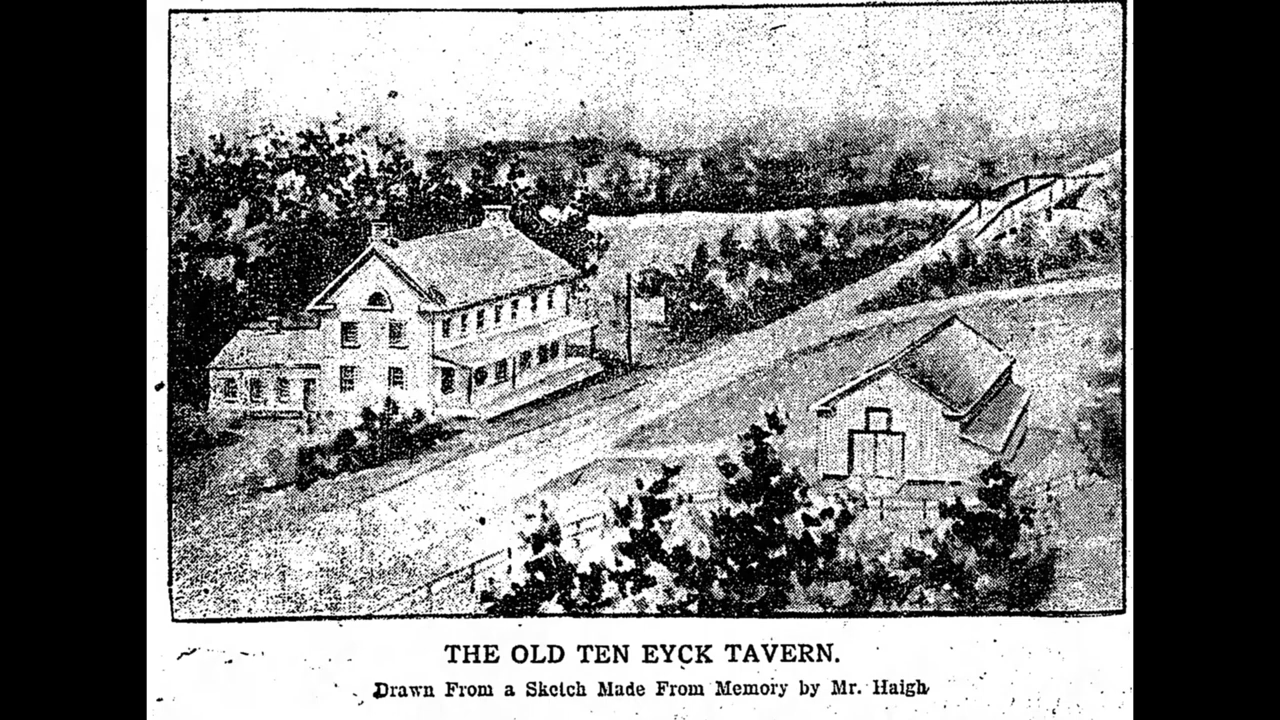 THE OLD TEN EYCK TAVERN.
Drawn From a Sketch Made From Memory by Mr. Haigh